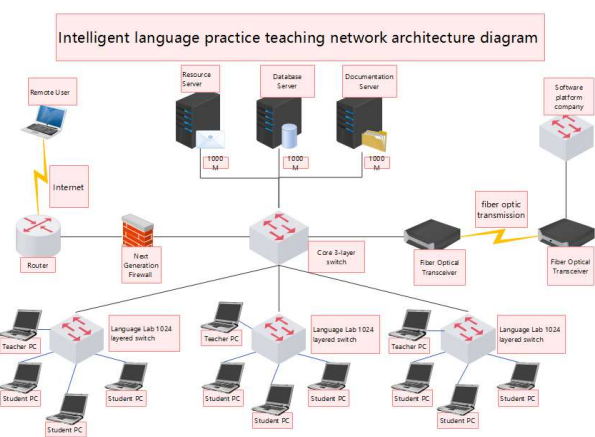 Intelligent language practice teaching network architecture diagram
Resource
Server
Database
Server
Documentation
Server
Remote User
Software
platform
company
1000
M
1000
M
1000
M
Internet
fiber optic
transmission
Router
Next
Generation
Firewall
Core 3-layer
switch
Fiber Optical
Transceiver
Fiber Optical
Transceiver
Teacher PC
Language Lab 1024
layered switch
Teacher PC
Language Lab 1024
layered switch
Teacher PC
Language Lab 1024
layered switch
Student PC
Student PC
Student PC
Student PC
Student PC
Student PC
Student PC
Student PC
Student PC